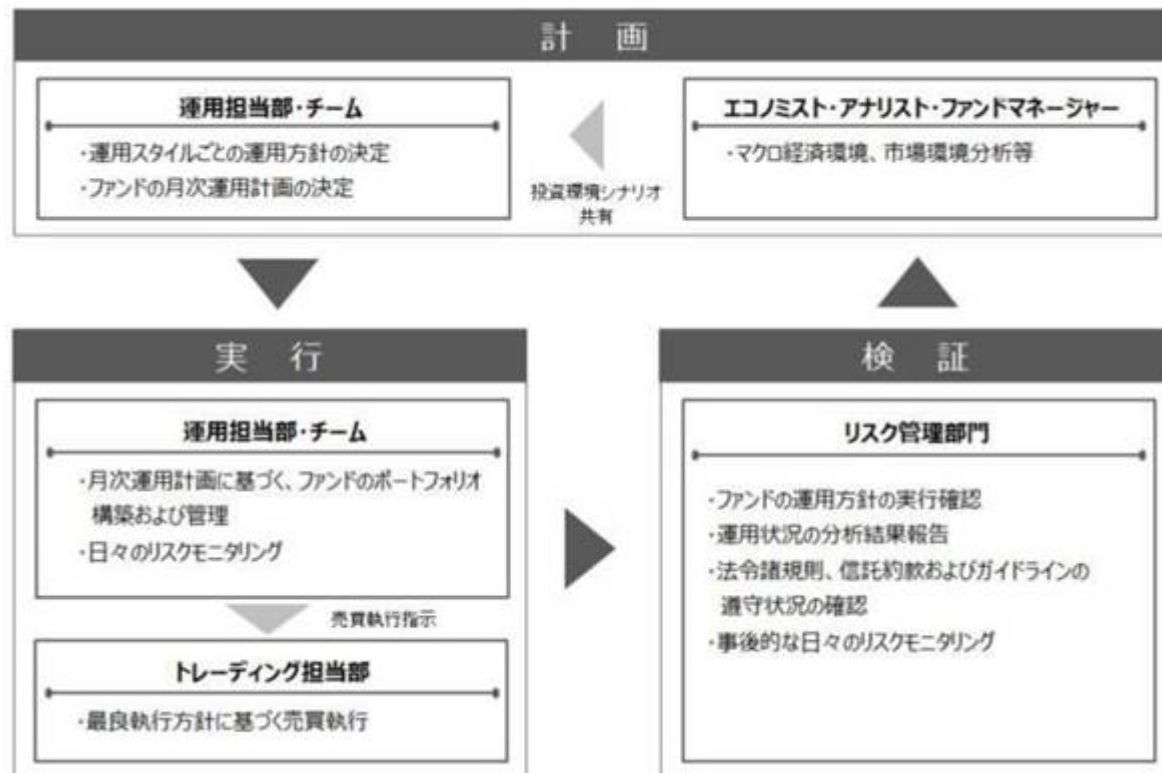 計 画
運用担当部・チーム
・運用スタイルごとの運用方針の決定
・ファンドの月次運用計画の決定
投資環境シナリオ
共有
エコノミスト・アナリスト・ファンドマネージャー
・マクロ経済環境、市場環境分析等
実 行
運用担当部・チーム
・月次運用計画に基づく、ファンドのポートフォリオ
構築および管理
・日々のリスクモニタリング
売買執行指示
トレーディング担当部
・最良執行方針に基づく売買執行
検 証
リスク管理部門
・ファンドの運用方針の実行確認
・運用状況の分析結果報告
・法令諸規則、信託約款およびガイドラインの
遵守状況の確認
・事後的な日々のリスクモニタリング